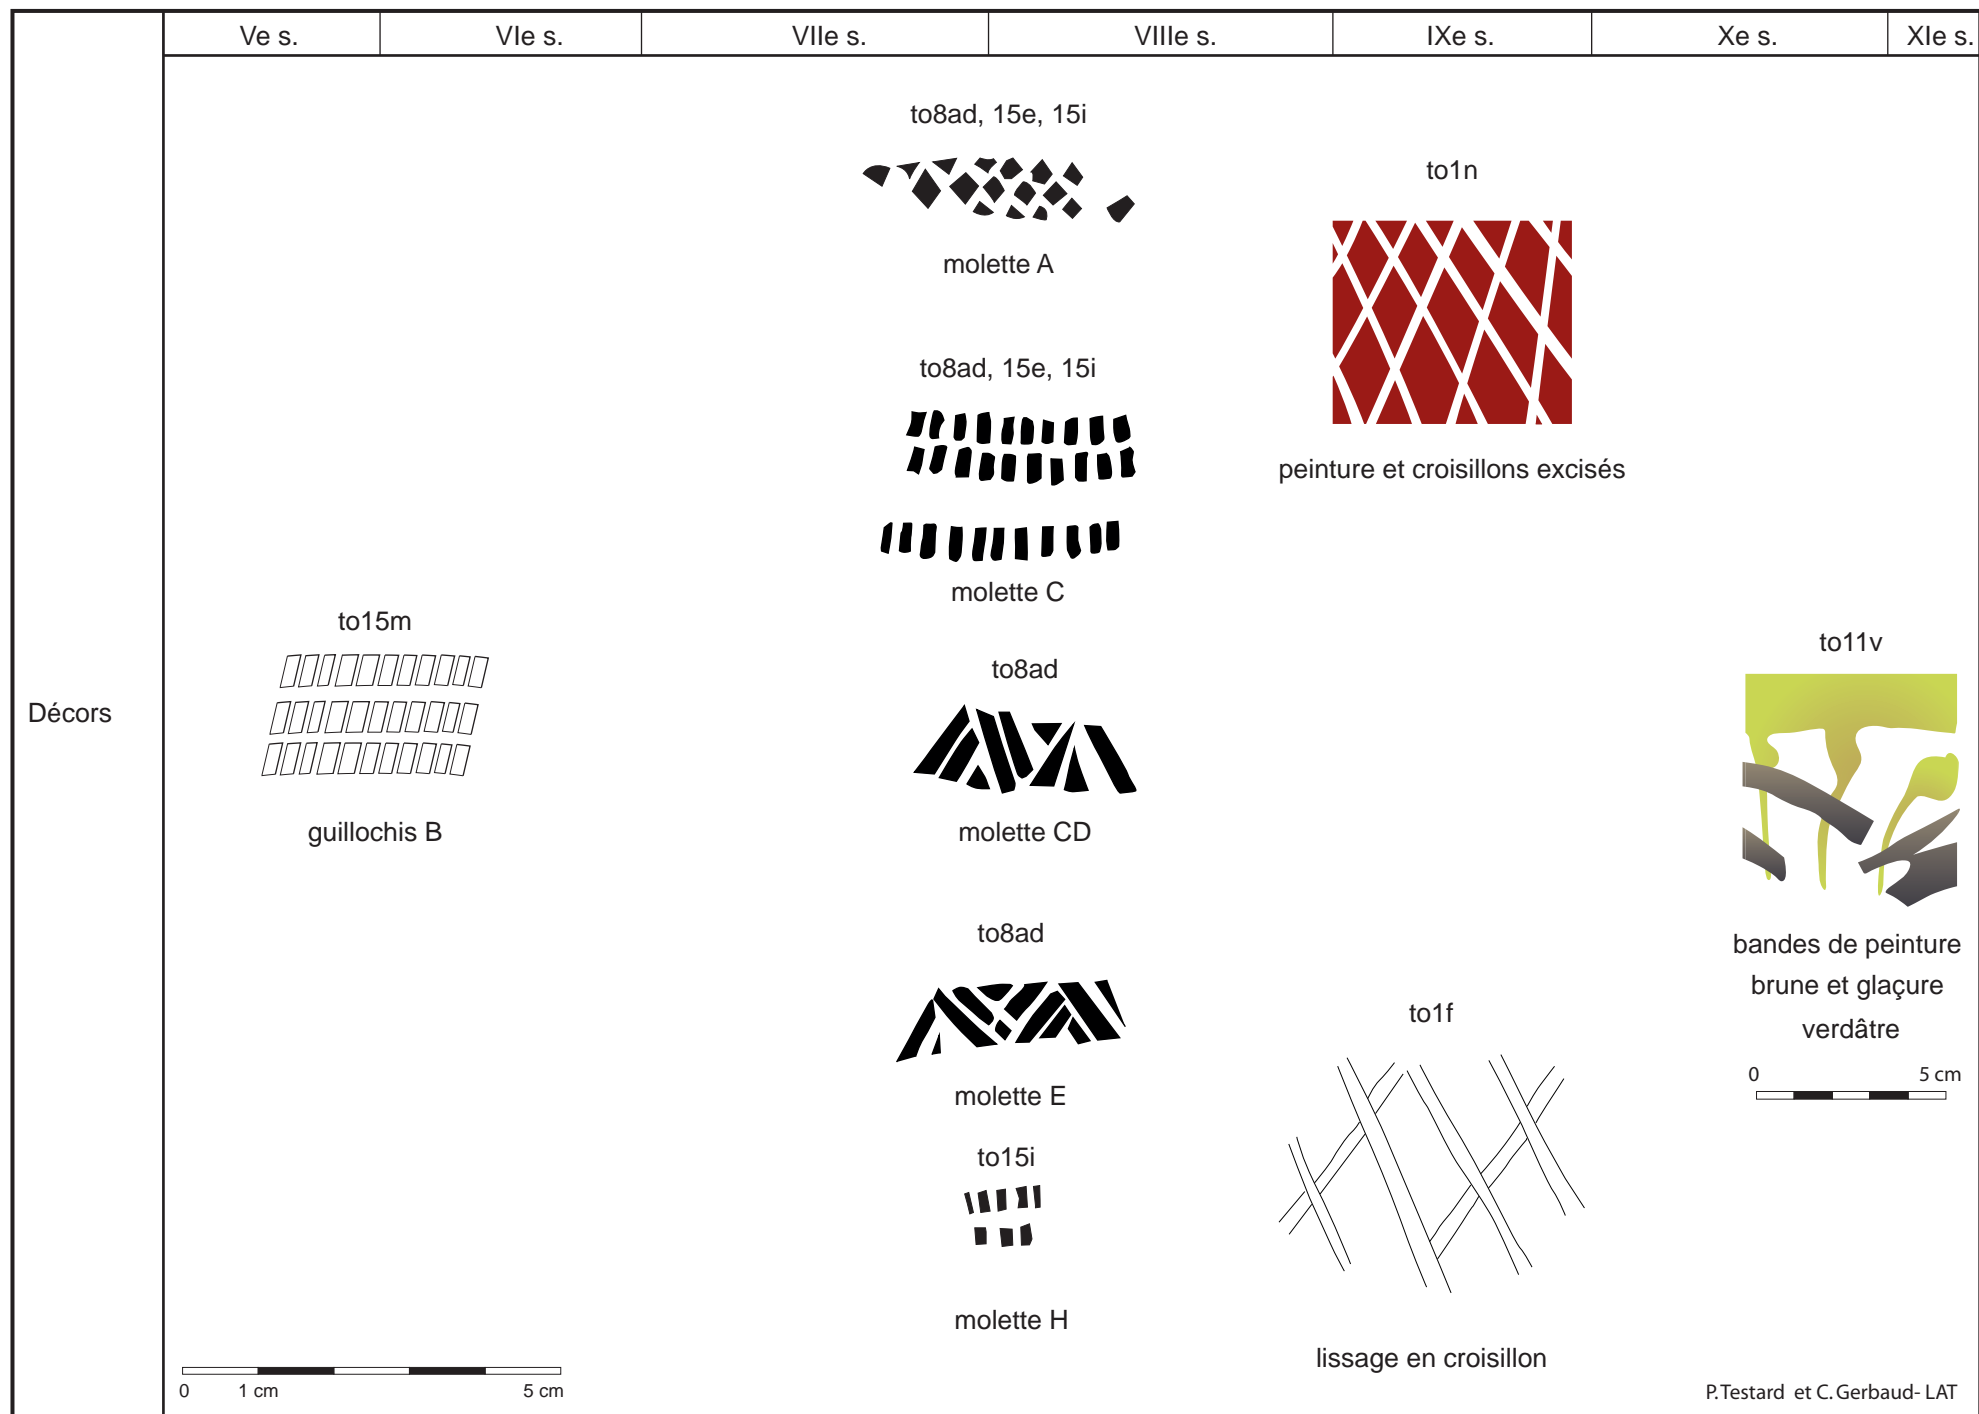 Ve s. VIe s. VIIe s. VIIIe s. IXe s. Xe s. XIe s.
Décors
to15m
guillochis B
to8ad, 15e, 15i
molette A
to8ad, 15e, 15i
molette C
to8ad
molette CD
to8ad
molette E
to15i
molette H
to1n
peinture et croisillons excisés
to1f
lissage en croisillon
to11v
bandes de peinture
brune et glaçure
verdâtre
0 5 cm
0 1 cm 5 cm
P. Testard et C. Gerbaud- LAT